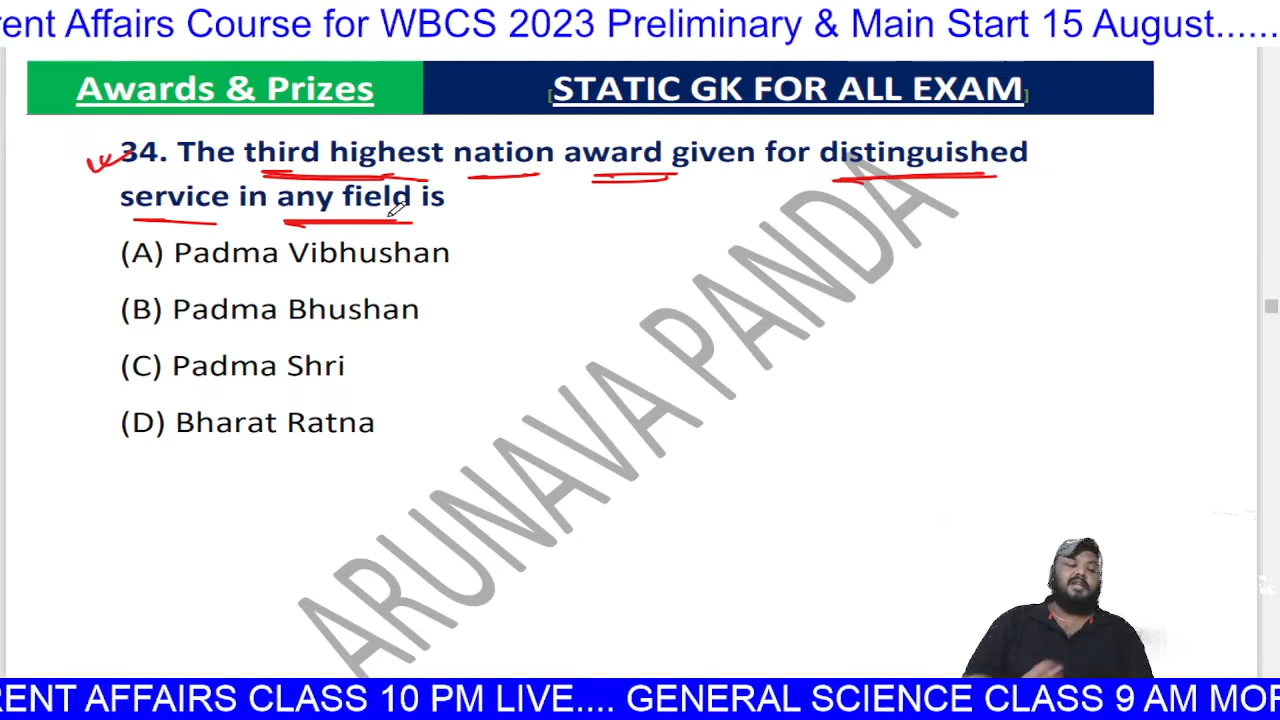 rent Affairs Course for WBCS 2023 Preliminary & Main Start 15 August......
Awards & Prizes
[STATIC GK FOR ALL EXAM]
34. The third highest nation award given for distinguished
service in any field is
(A) Padma Vibhushan
(B) Padma Bhushan
(C) Padma Shri
(D) Bharat Ratna
ARUNAVA PANDA
RENT AFFAIRS CLASS 10 PM LIVE.... GENERAL SCIENCE CLASS 9 AM MOR